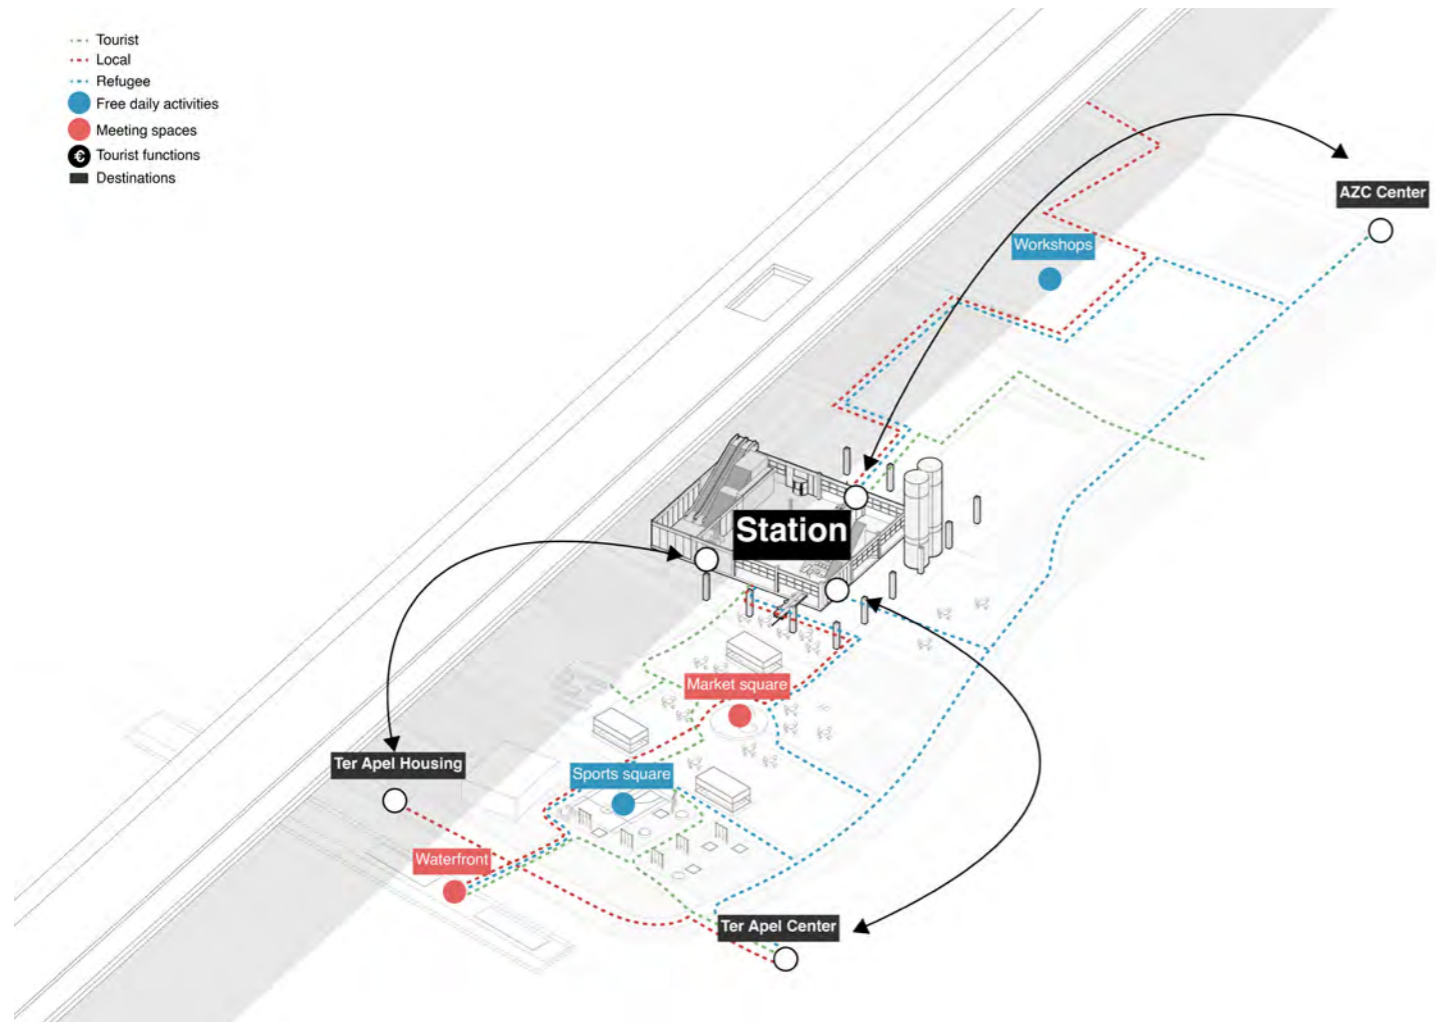 Tourist
Local
Refugee
Free daily activities
Meeting spaces
€ Tourist functions
Destinations
AZC Center
Workshops
Station
Market square
Ter Apel Housing
Sports square
Waterfront
Ter Apel Center